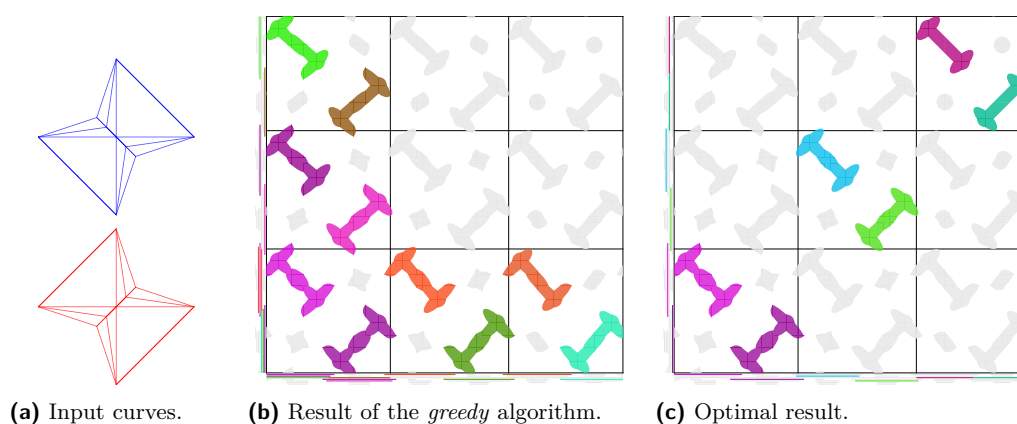 (a) Input curves.
(b) Result of the greedy algorithm.
(c) Optimal result.